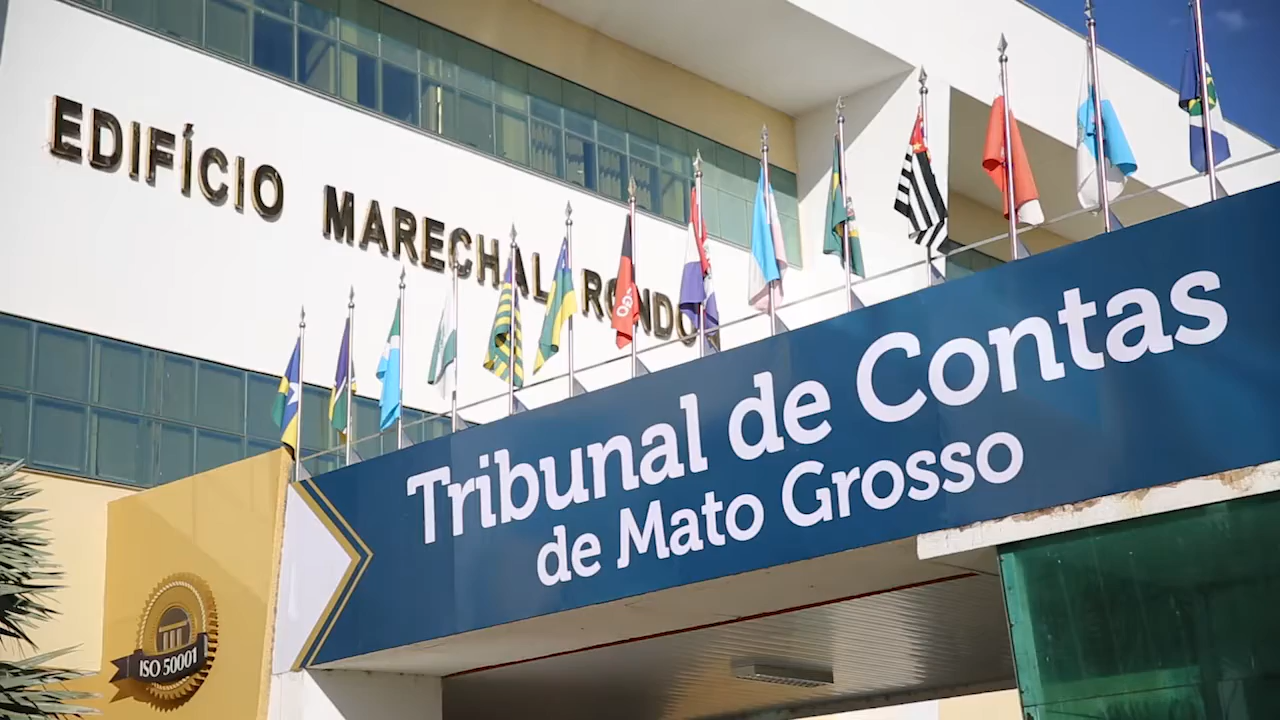 EDIFÍCIO MARECHAL RONDON
Tribunal de Contas
de Mato Grosso
ISO 50001